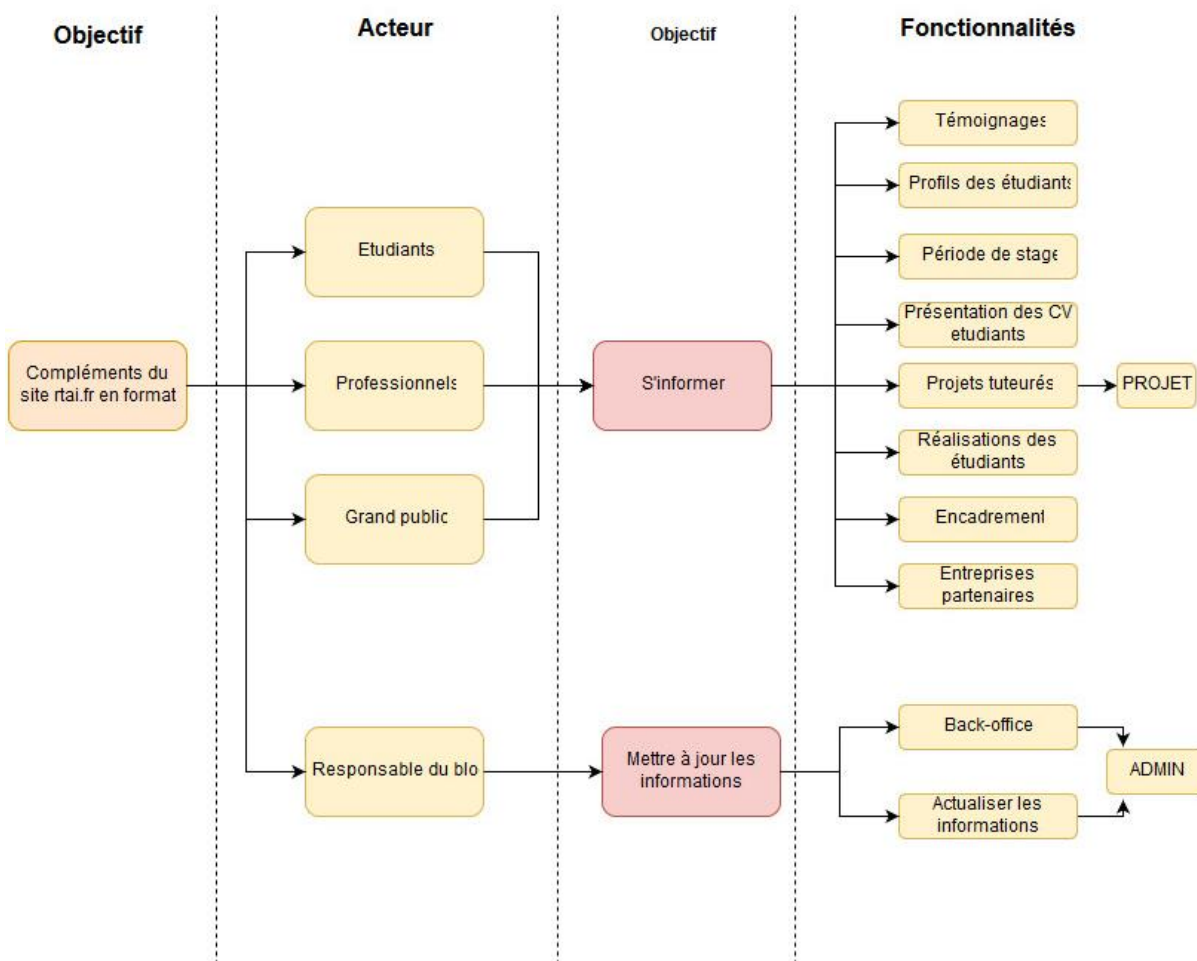 Objectif
Acteur
Objectif
Fonctionnalités
Témoignages
Profils des étudiants
Etudiants
Période de stage
Présentation des CV
etudiants
Compléments du
site rtai.fr en format
Professionnels
S'informer
Projets tuteurés
PROJET
Réalisations des
étudiants
Grand public
Encadrement
Entreprises
partenaires
Back-office
Responsable du blo
Mettre à jour les
informations
ADMIN
Actualiser les
informations